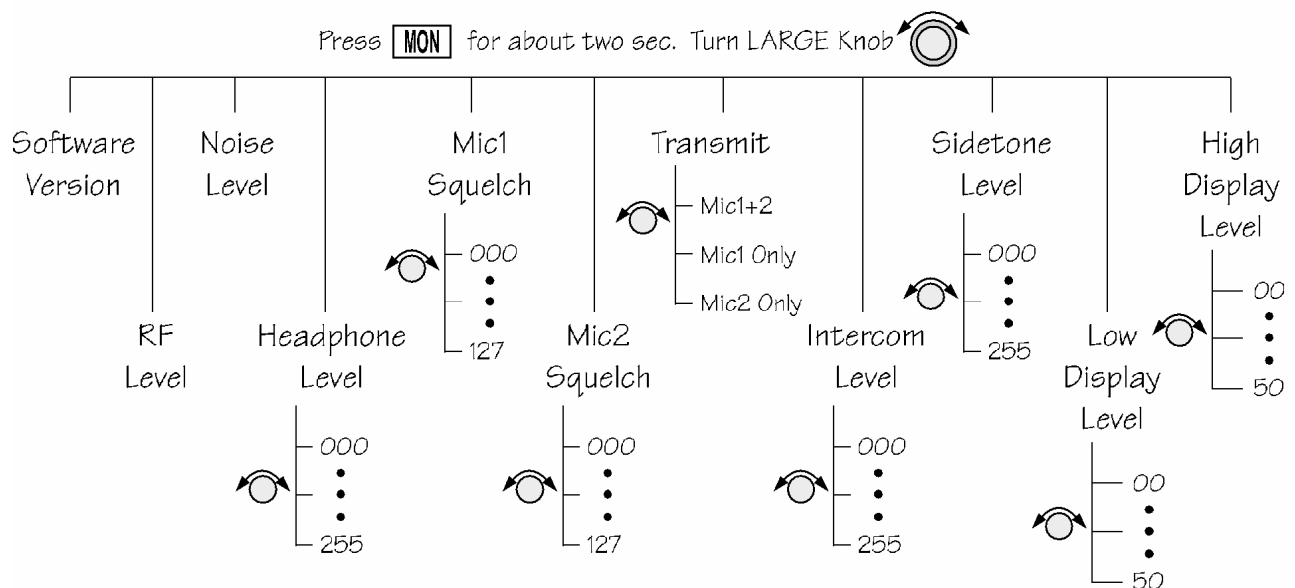 Press MON for about two sec. Turn LARGE Knob
Software
Version
RF
Level
Noise
Level
Headphone
Level
000
255
Mic1
Squelch
000
127
Mic2
Squelch
000
127
Transmit
Mic1+2
Mic1 Only
Mic2 Only
Intercom
Level
000
255
Sidetone
Level
000
255
Low
Display
Level
00
50
High
Display
Level
00
50